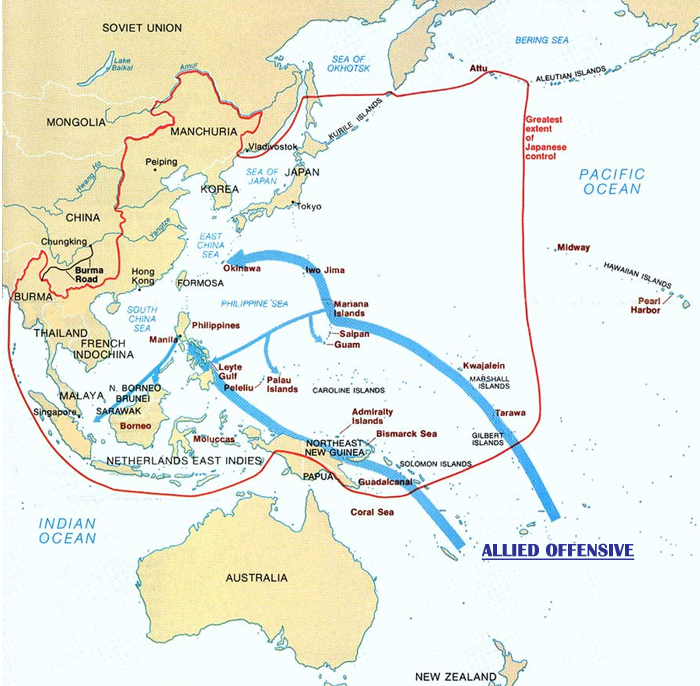 SOVIET UNION
BERING SEA
SEA OF
OKHOTSK
Lake
Baikal
Amur
Attu
ALEUTIAN ISLANDS
KURILE ISLANDS
MONGOLIA
MANCHURIA
Greatest
extent
of
Japanese
control
Vladivostok
Peiping
SEA OF
JAPAN
JAPAN
KOREA
Hwang Ho
PACIFIC
OCEAN
Tokyo
CHINA
Yangtze
Chungking
EAST
CHINA
SEA
Midway
Burma
Road
Hong
Kong
Okinawa
Iwo Jima
HAWAIIAN ISLANDS
FORMOSA
BURMA
Pearl
Harbor
SOUTH
CHINA
SEA
PHILIPPINE SEA
Mariana
Islands
Philippines
THAILAND
Manila
Saipan
Guam
FRENCH
INDOCHINA
Leyte
Gulf
Kwajalein
MARSHALL
ISLANDS
Peleliu
Palau
Islands
CAROLINE ISLANDS
MALAYA
N. BORNEO
BRUNEI
SARAWAK
Singapore
Tarawa
Admiralty
Islands
Borneo
Bismarck Sea
GILBERT
ISLANDS
Moluccas
NORTHEAST
NEW GUINEA
NETHERLANDS EAST INDIES
SOLOMON ISLANDS
PAPUA
Guadalcanal
Coral Sea
INDIAN
OCEAN
ALLIED OFFENSIVE
AUSTRALIA
NEW ZEALAND